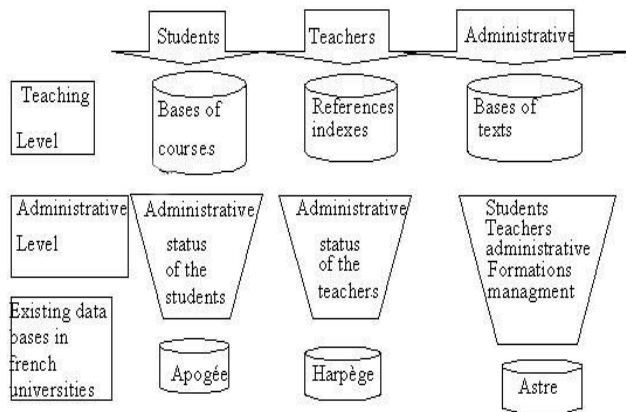 Students
Teachers
Administrative
Teaching
Level
Bases of
courses
References
indexes
Bases of
texts
Administrative
Level
Administrative
status
of the
students
Administrative
status
of the
teachers
Students
Teachers
administrative
Formations
managment
Existing data
bases in
french
universities
Apogée
Harpège
Astre